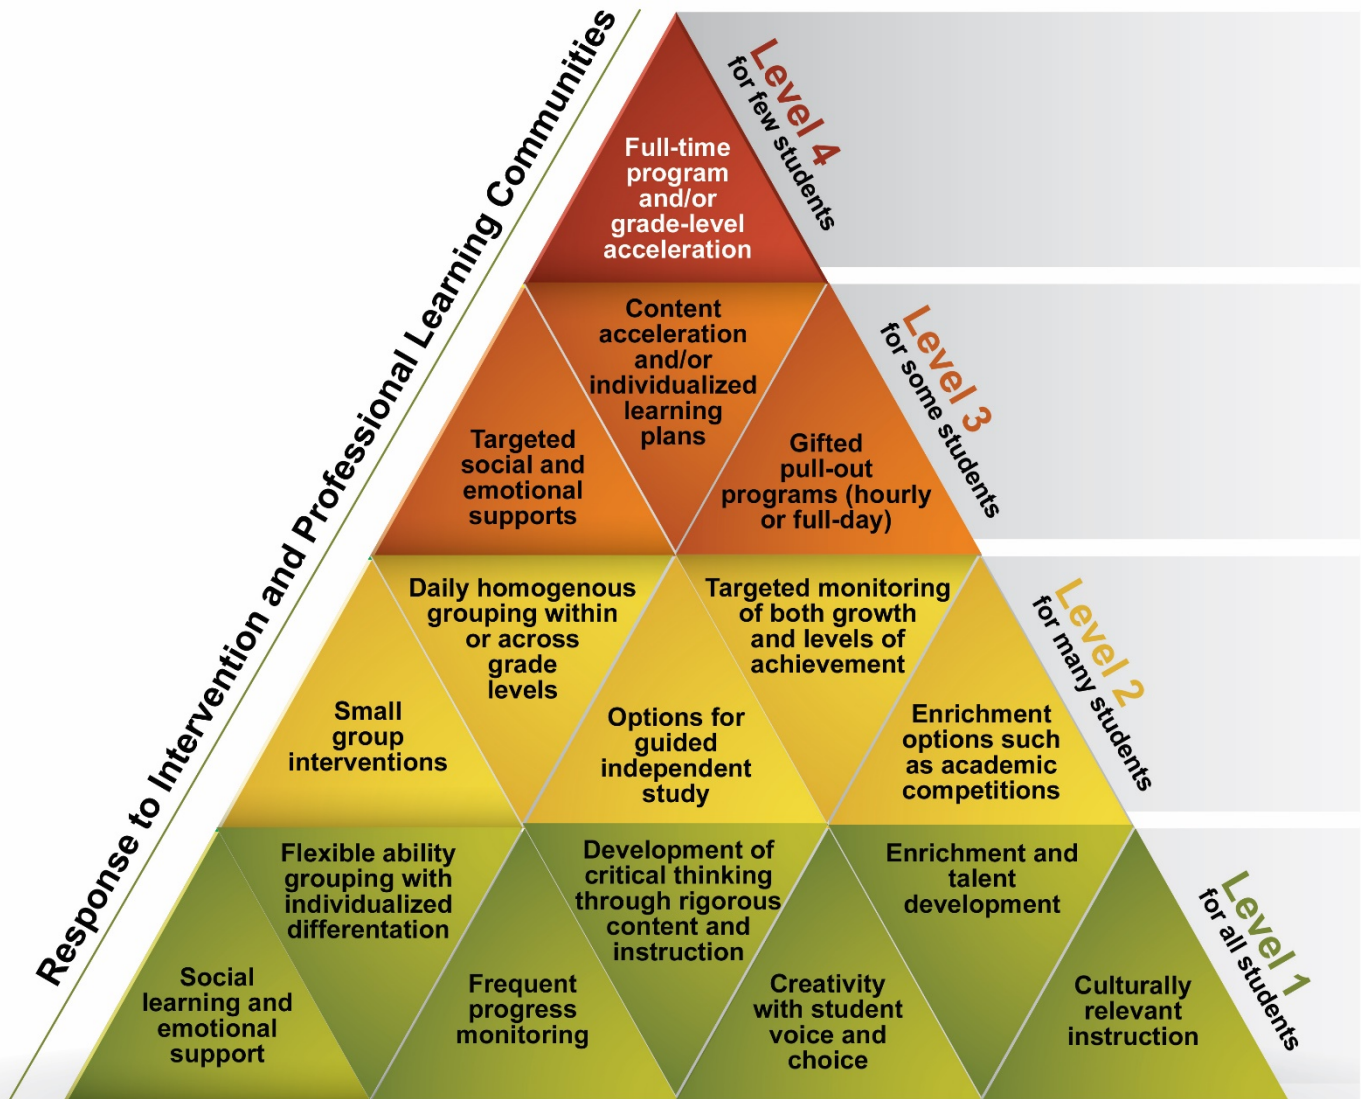 Response to Intervention and Professional Learning Communities
Level 4
for few students
Full-time
program
and/or
grade-level
acceleration
Level 3
for some students
Content
acceleration
and/or
individualized
learning
plans
Targeted
social and
emotional
supports
Gifted
pull-out
programs (hourly
or full-day)
Level 2
for many students
Daily homogenous
grouping within
or across
grade
levels
Targeted monitoring
of both growth
and levels of
achievement
Small
group
interventions
Options for
guided
independent
study
Enrichment
options such
as academic
competitions
Level 1
for all students
Flexible ability
grouping with
individualized
differentation
Development of
critical thinking
through rigorous
content and
instruction
Enrichment and
talent
development
Social
learning and
emotional
support
Frequent
progress
monitoring
Creativity
with student
voice and
choice
Culturally
relevant
instruction